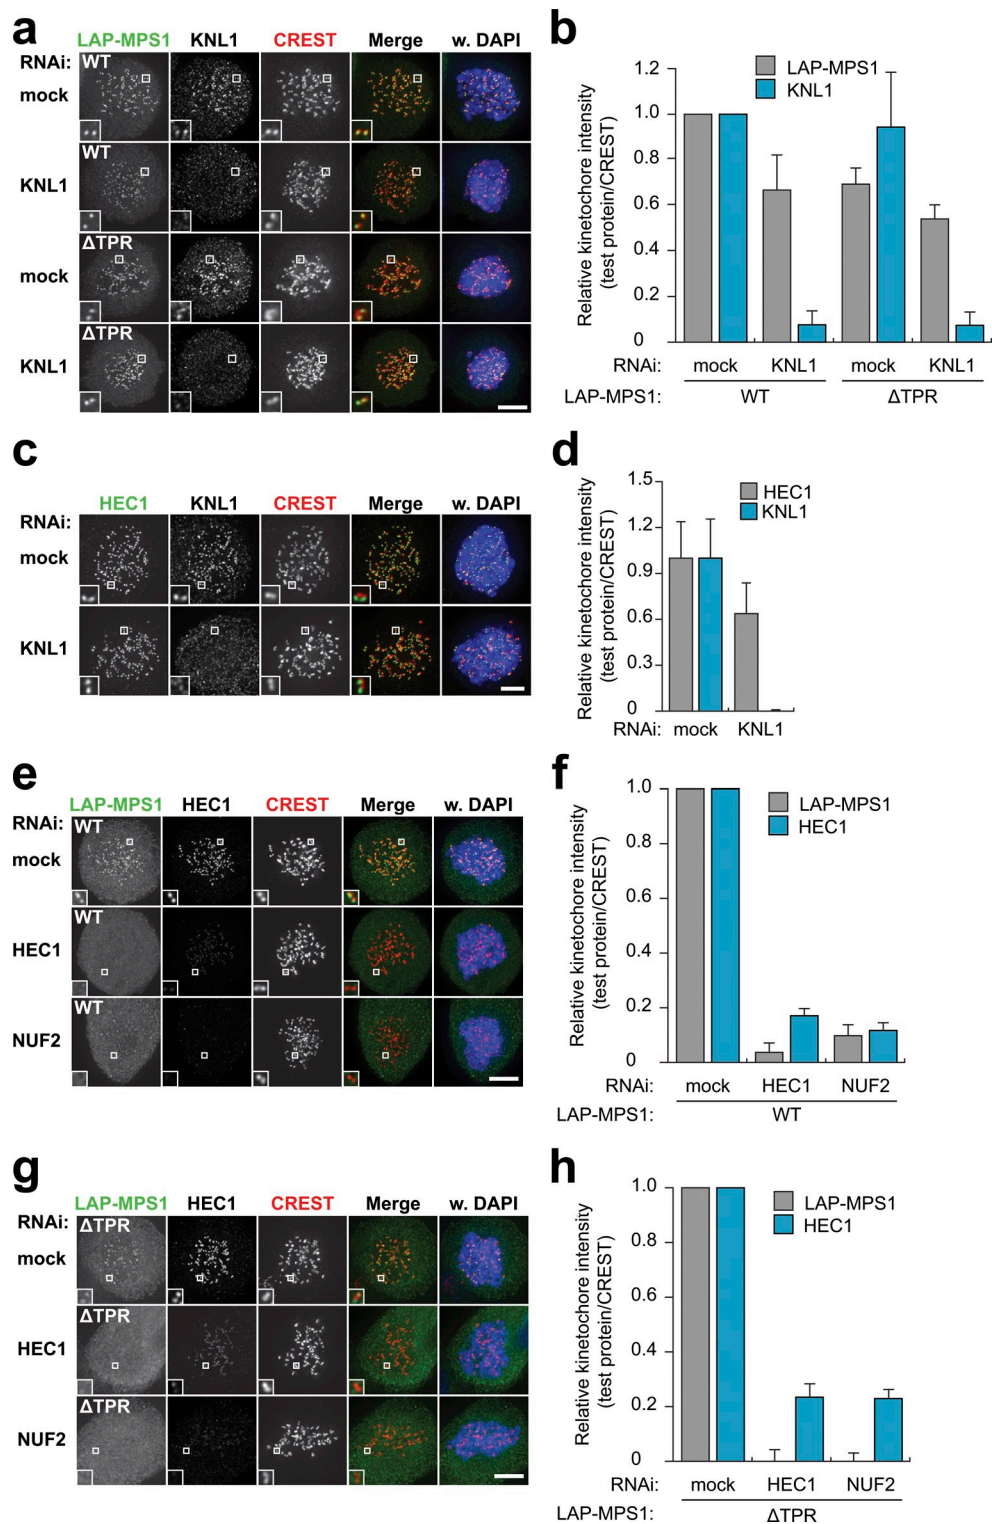 a
LAP-MPS1 KNL1 CREST Merge w. DAPI
RNAi: WT
mock
WT
KNL1
ΔTPR
mock
ΔTPR
KNL1
b
LAP-MPS1
KNL1
Relative kinetochore intensity
(test protein/CREST)
1.2
1.0
0.8
0.6
0.4
0.2
0
RNAi: mock KNL1 mock KNL1
LAP-MPS1: WT ΔTPR
c
HEC1 KNL1 CREST Merge w. DAPI
RNAi:
mock
KNL1
d
HEC1
KNL1
Relative kinetochore intensity
(test protein/CREST)
1.5
1.2
0.9
0.6
0.3
0
RNAi: mock KNL1
e
LAP-MPS1 HEC1 CREST Merge w. DAPI
RNAi: WT
mock
WT
HEC1
WT
NUF2
f
LAP-MPS1
HEC1
Relative kinetochore intensity
(test protein/CREST)
1.0
0.8
0.6
0.4
0.2
0
RNAi: mock HEC1 NUF2
LAP-MPS1: WT
g
LAP-MPS1 HEC1 CREST Merge w. DAPI
RNAi: ΔTPR
mock
ΔTPR
HEC1
ΔTPR
NUF2
h
LAP-MPS1
HEC1
Relative kinetochore intensity
(test protein/CREST)
1.0
0.8
0.6
0.4
0.2
0
RNAi: mock HEC1 NUF2
LAP-MPS1: ΔTPR